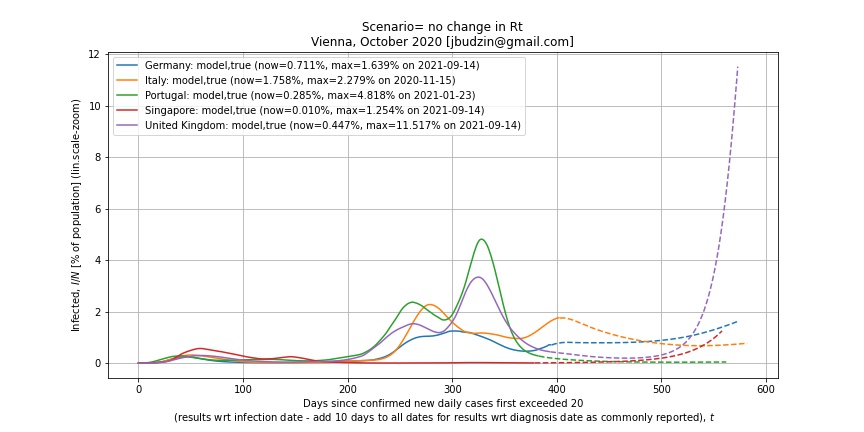 Scenario= no change in Rt
Vienna, October 2020 [jbudzin@gmail.com]
12
10
8
6
4
2
0
Infected, I/N [% of population] (lin.scale-zoom)
Germany: model,true (now=0.711%, max=1.639% on 2021-09-14)
Italy: model,true (now=1.758%, max=2.279% on 2020-11-15)
Portugal: model,true (now=0.285%, max=4.818% on 2021-01-23)
Singapore: model,true (now=0.010%, max=1.254% on 2021-09-14)
United Kingdom: model,true (now=0.447%, max=11.517% on 2021-09-14)
0 100 200 300 400 500 600
Days since confirmed new daily cases first exceeded 20
(results wrt infection date - add 10 days to all dates for results wrt diagnosis date as commonly reported), t